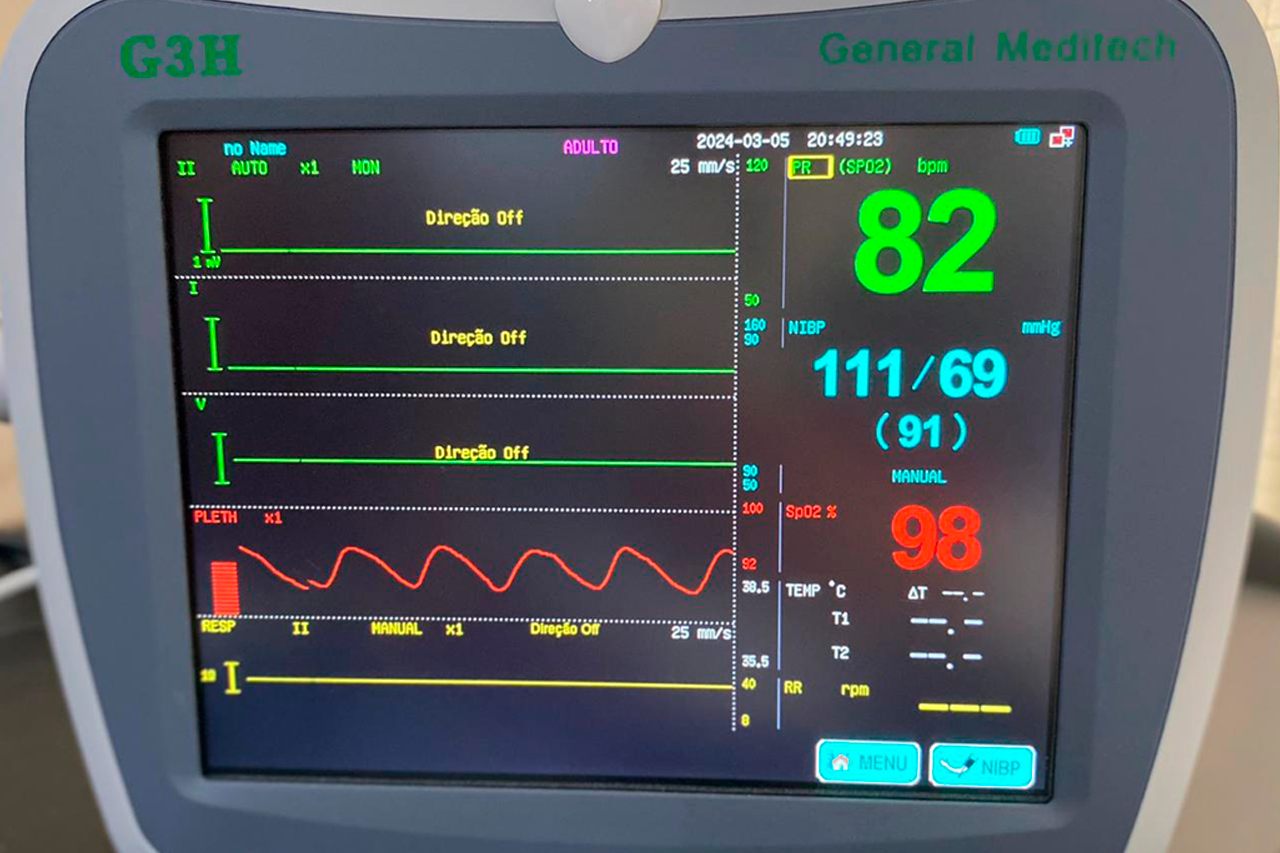 G3H General Meditech
no Name ADULTO 2024-03-05 20:49:23
II AUTO x1 MON 25 mm/s 120 PR (SPO2) bpm
Direção Off
82
1 mV
I
50
160 NIBP mmHg
90
Direção Off
111/69
V
(91)
Direção Off
90
50
MANUAL
PLETH x1
100 SpO2 %
98
92
38.5 TEMP °C ΔT --.-
T1 --.-
RESP II MANUAL x1 Direção Off 25 mm/s
T2 --.-
35.5
10
40 RR rpm
---
8
MENU NIBP